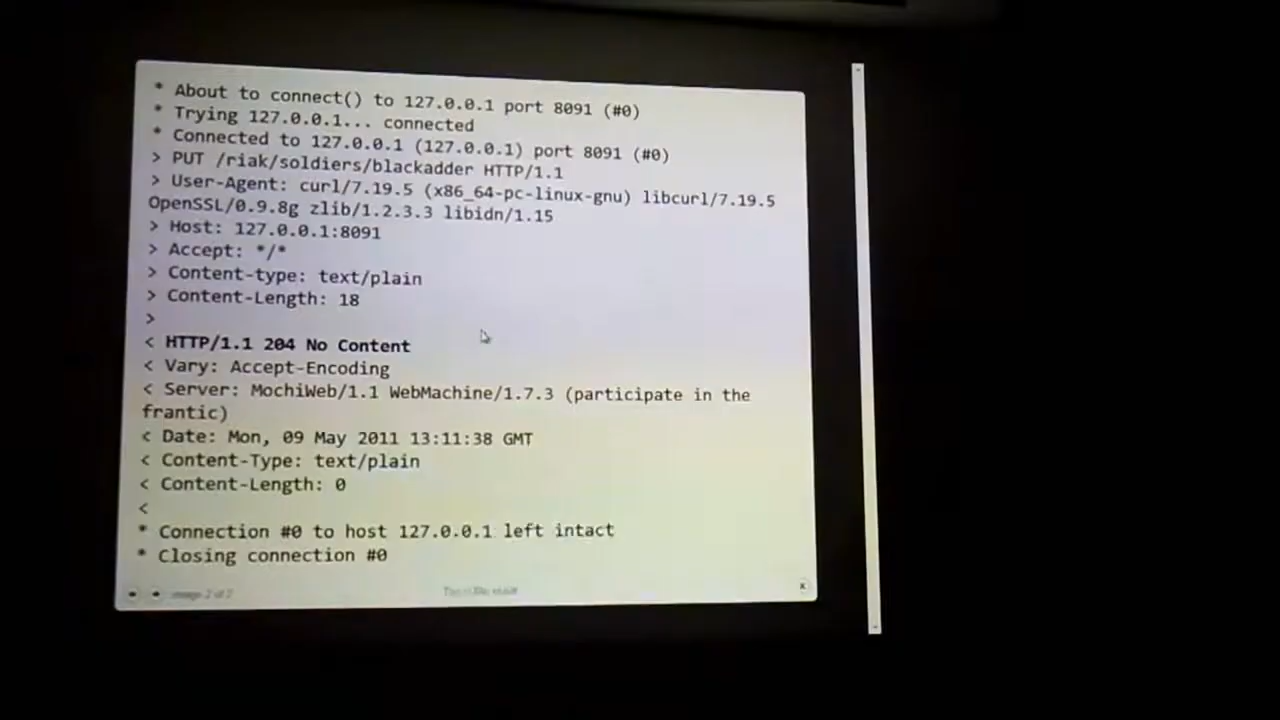 * About to connect() to 127.0.0.1 port 8091 (#0)
* Trying 127.0.0.1... connected
* Connected to 127.0.0.1 (127.0.0.1) port 8091 (#0)
> PUT /riak/soldiers/blackadder HTTP/1.1
> User-Agent: curl/7.19.5 (x86_64-pc-linux-gnu) libcurl/7.19.5
OpenSSL/0.9.8g zlib/1.2.3.3 libidn/1.15
> Host: 127.0.0.1:8091
> Accept: */*
> Content-type: text/plain
> Content-Length: 18
>
< HTTP/1.1 204 No Content
< Vary: Accept-Encoding
< Server: MochiWeb/1.1 WebMachine/1.7.3 (participate in the
frantic)
< Date: Mon, 09 May 2011 13:11:38 GMT
< Content-Type: text/plain
< Content-Length: 0
<
* Connection #0 to host 127.0.0.1 left intact
* Closing connection #0
image 2 of 2